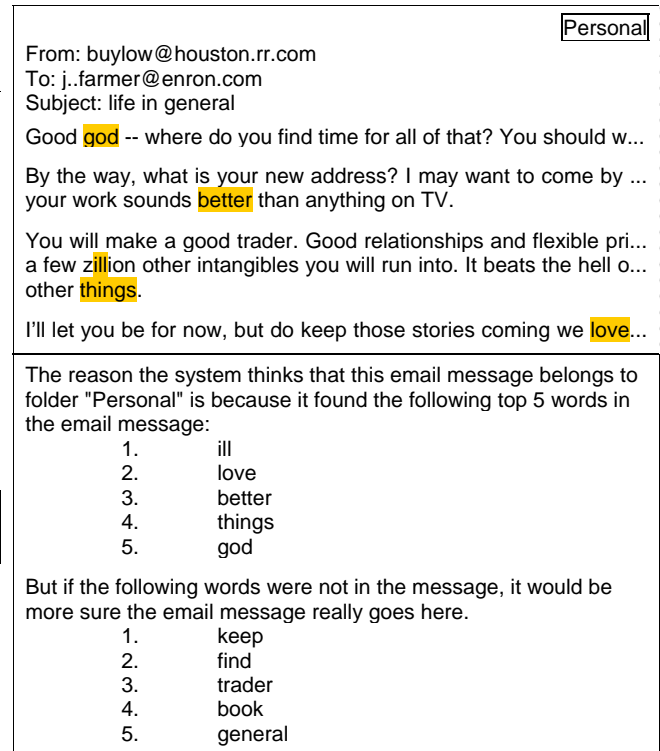 Personal
From: buylow@houston.rr.com
To: j..farmer@enron.com
Subject: life in general
Good god -- where do you find time for all of that? You should w...
By the way, what is your new address? I may want to come by ...
your work sounds better than anything on TV.
You will make a good trader. Good relationships and flexible pri...
a few zillion other intangibles you will run into. It beats the hell o...
other things.
I'll let you be for now, but do keep those stories coming we love...
The reason the system thinks that this email message belongs to
folder "Personal" is because it found the following top 5 words in
the email message:
1. ill
2. love
3. better
4. things
5. god
But if the following words were not in the message, it would be
more sure the email message really goes here.
1. keep
2. find
3. trader
4. book
5. general